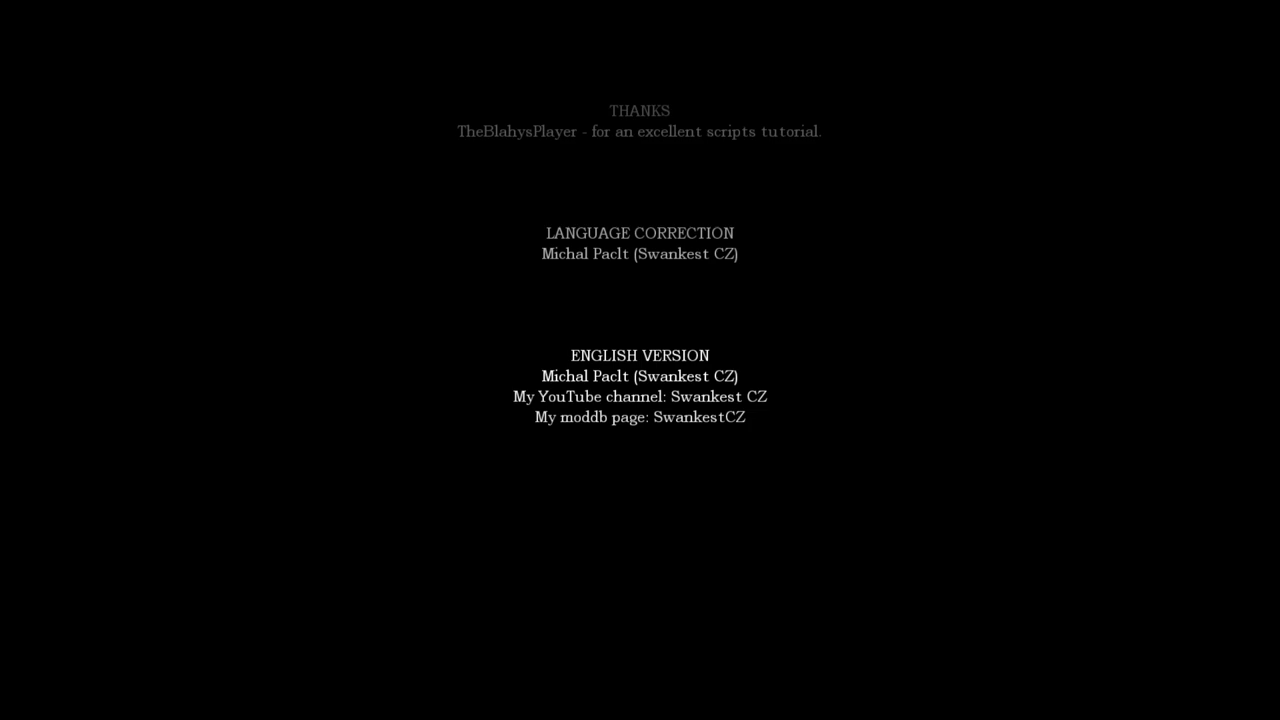 THANKS
TheBlahysPlayer - for an excellent scripts tutorial.
LANGUAGE CORRECTION
Michal Paclt (Swankest CZ)
ENGLISH VERSION
Michal Paclt (Swankest CZ)
My YouTube channel: Swankest CZ
My moddb page: SwankestCZ